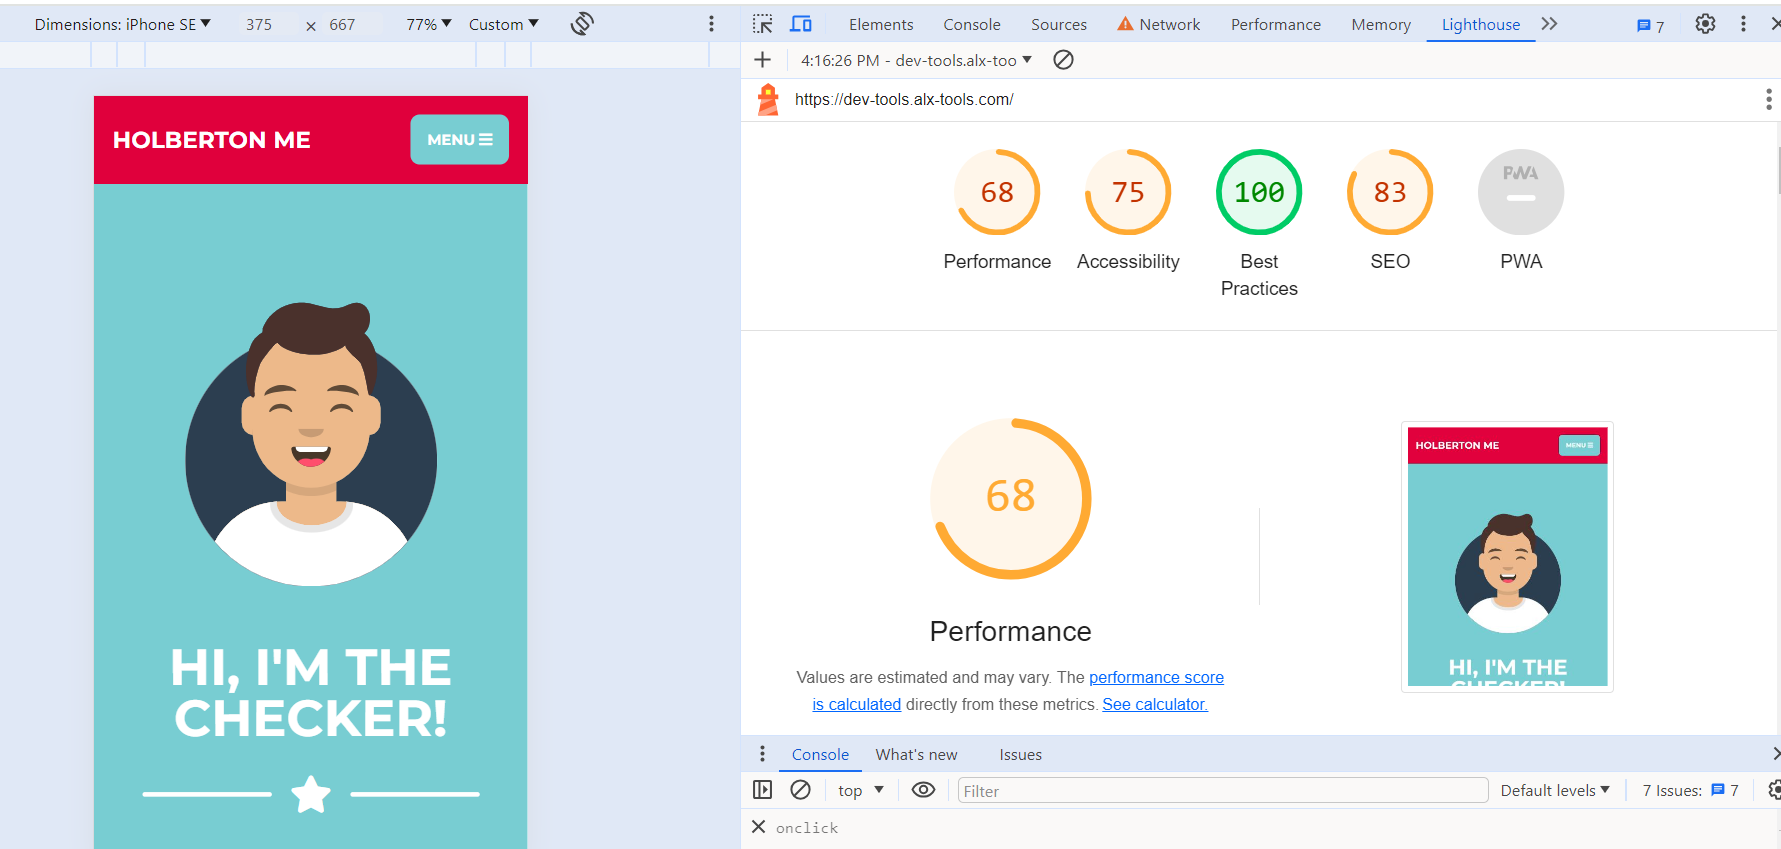 Dimensions: iPhone SE 375 × 667 77% Custom
HOLBERTON ME
MENU
HI, I'M THE
CHECKER!
Elements Console Sources Network Performance Memory Lighthouse 7
4:16:26 PM - dev-tools.alx-too
https://dev-tools.alx-tools.com/
68 75 100 83 PWA
Performance Accessibility Best Practices SEO PWA
68
Performance
Values are estimated and may vary. The performance score
is calculated directly from these metrics. See calculator.
HOLBERTON ME
MENU
HI, I'M THE
CHECKER!
Console What's new Issues
top Filter Default levels 7 Issues: 7
onclick